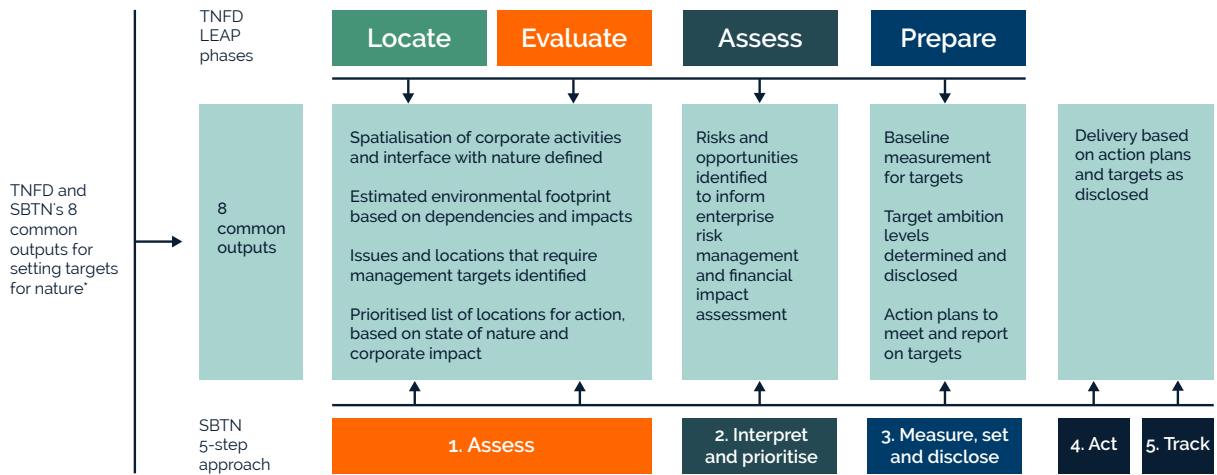 TNFD
LEAP
phases
Locate
Evaluate
Assess
Prepare
TNFD and
SBTN's 8
common
outputs for
setting targets
for nature*
8
common
outputs
Spatialisation of corporate activities
and interface with nature defined
Estimated environmental footprint
based on dependencies and impacts
Issues and locations that require
management targets identified
Prioritised list of locations for action,
based on state of nature and
corporate impact
Risks and
opportunities
identified
to inform
enterprise
risk
management
and financial
impact
assessment
Baseline
measurement
for targets
Target ambition
levels
determined and
disclosed
Action plans to
meet and report
on targets
Delivery based
on action plans
and targets as
disclosed
SBTN
5-step
approach
1. Assess
2. Interpret
and prioritise
3. Measure, set
and disclose
4. Act
5. Track